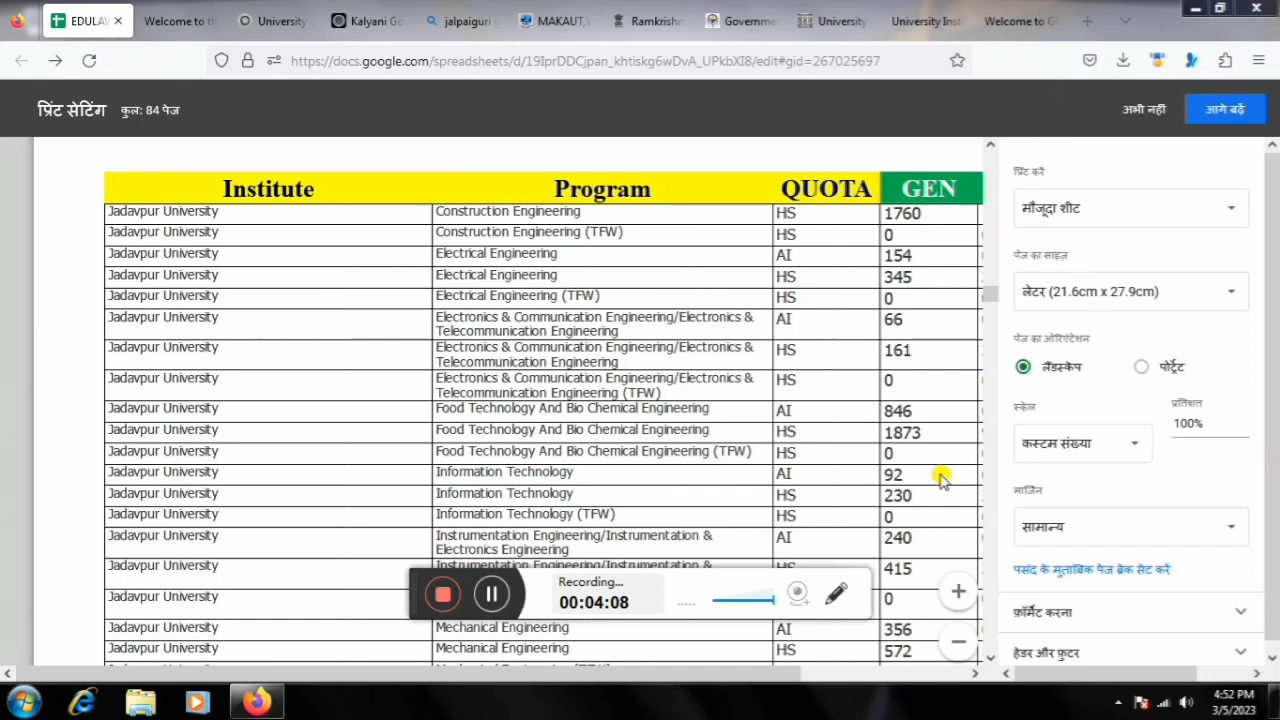 EDULAV
Welcome to th
University
Kalyani Go
jalpaiguri g
MAKAUT,
Ramkrishn
Governme
University
University Inst
Welcome to G
https://docs.google.com/spreadsheets/d/
प्रिंट सेटिंग
कुल: 84 पेज
अभी नहीं
आगे बढ़ें
Institute Program QUOTA GEN
Jadavpur University Construction Engineering HS 1760
Jadavpur University Construction Engineering (TFW) HS 0
Jadavpur University Electrical Engineering AI 154
Jadavpur University Electrical Engineering HS 345
Jadavpur University Electrical Engineering (TFW) HS 0
Jadavpur University Electronics & Communication Engineering/Electronics & AI 66
Telecommunication Engineering
Jadavpur University Electronics & Communication Engineering/Electronics & HS 161
Telecommunication Engineering
Jadavpur University Electronics & Communication Engineering/Electronics & HS 0
Telecommunication Engineering (TFW)
Jadavpur University Food Technology And Bio Chemical Engineering AI 846
Jadavpur University Food Technology And Bio Chemical Engineering HS 1873
Jadavpur University Food Technology And Bio Chemical Engineering (TFW) HS 0
Jadavpur University Information Technology AI 92
Jadavpur University Information Technology HS 230
Jadavpur University Information Technology (TFW) HS 0
Jadavpur University Instrumentation Engineering/Instrumentation & AI 240
Electronics Engineering
Jadavpur University Instrumentation Engineering/Instrumentation & HS 415
Jadavpur University 0
Jadavpur University Mechanical Engineering AI 356
Jadavpur University Mechanical Engineering HS 572
Recording...
00:04:08
प्रिंट करें
मौजूदा शीट
पेज का साइज़
लेटर (21.6cm x 27.9cm)
पेज का ओरिएंटेशन
लैंडस्केप पोर्ट्रेट
स्केल प्रतिशत
कस्टम संख्या 100%
मार्जिन
सामान्य
पसंद के मुताबिक पेज ब्रेक सेट करें
फ़ॉर्मैट करना
हेडर और फ़ुटर
4:52 PM
3/5/2023